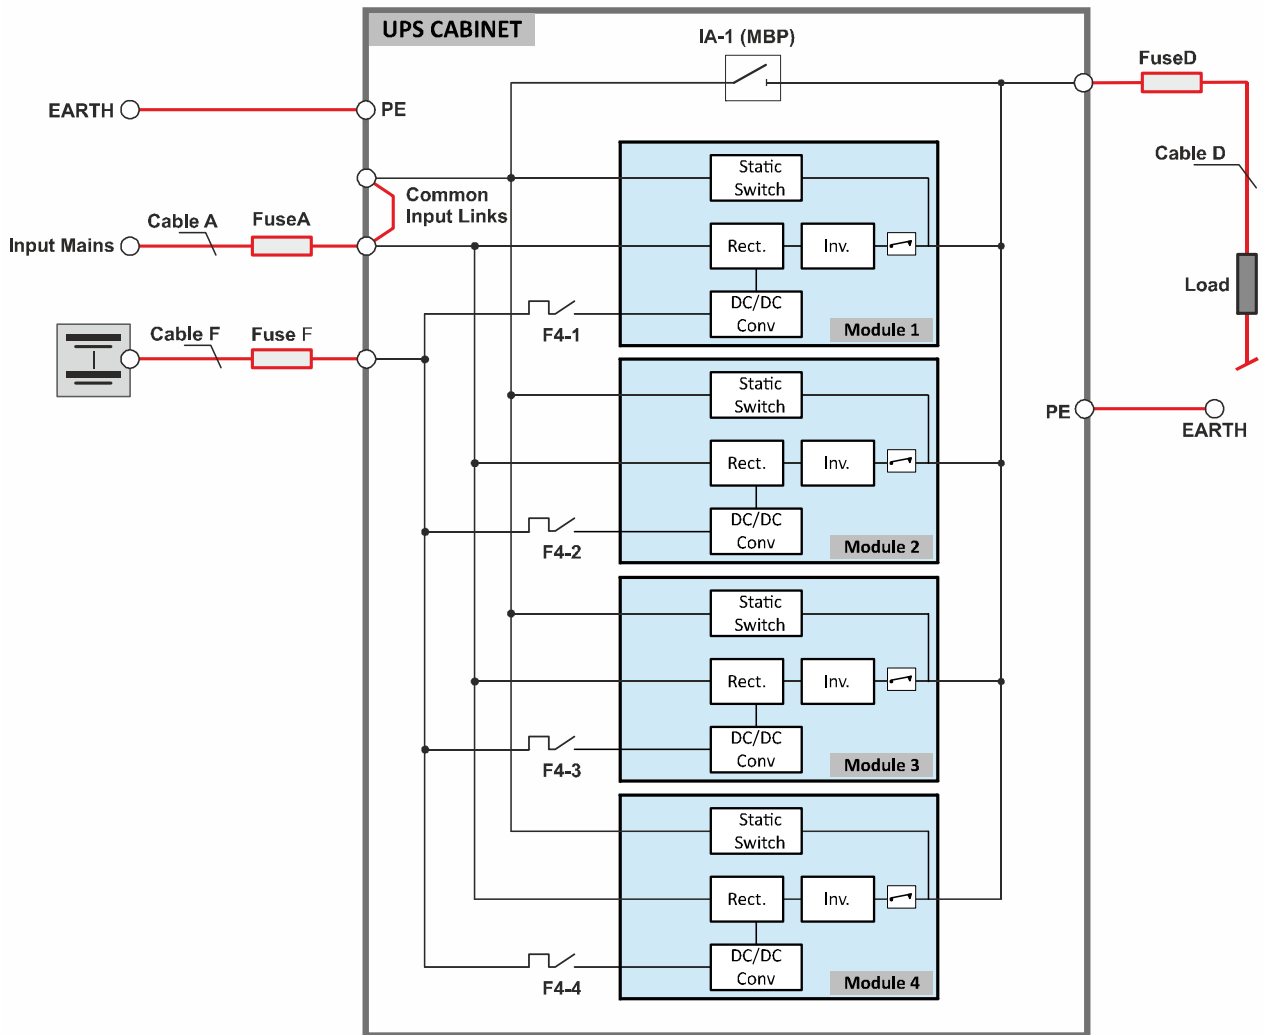 UPS CABINET
IA-1 (MBP)
FuseD
EARTH
PE
Cable D
Common
Input Links
Cable A
FuseA
Input Mains
Load
Cable F
Fuse F
PE
EARTH
Static
Switch
Rect.
Inv.
DC/DC
Conv
F4-1
Module 1
Static
Switch
Rect.
Inv.
DC/DC
Conv
F4-2
Module 2
Static
Switch
Rect.
Inv.
DC/DC
Conv
F4-3
Module 3
Static
Switch
Rect.
Inv.
DC/DC
Conv
F4-4
Module 4